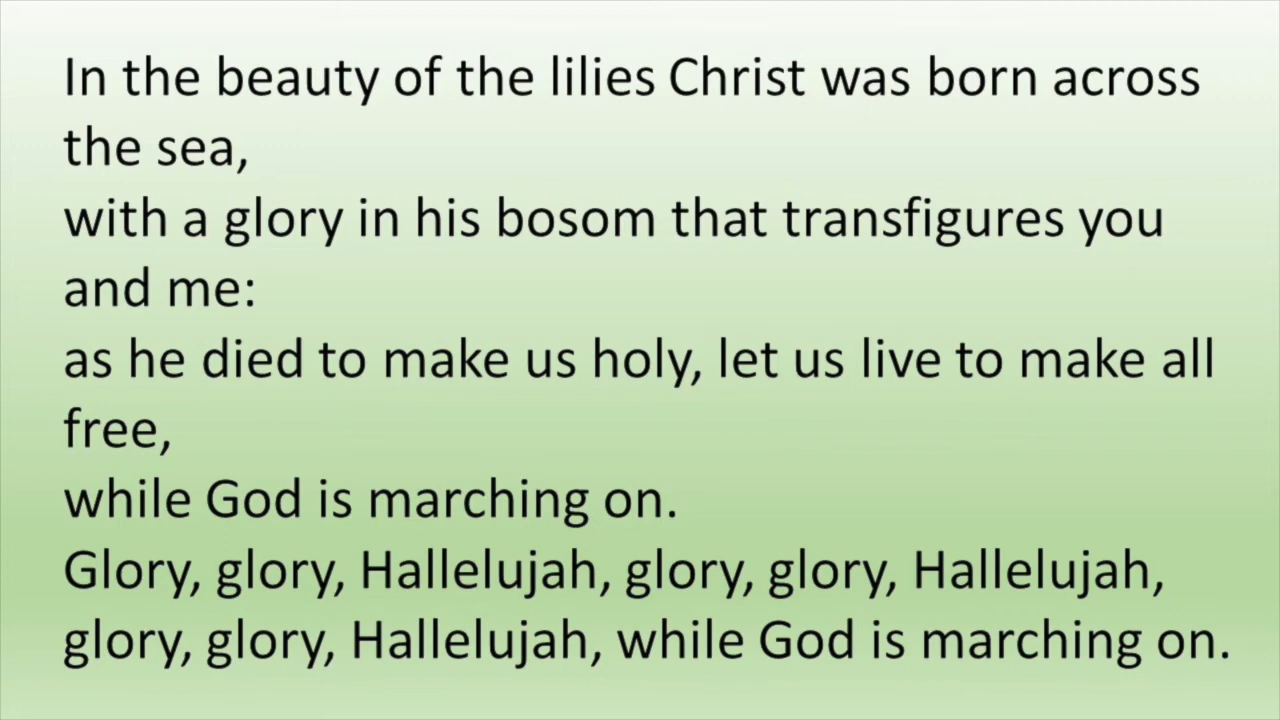 In the beauty of the lilies Christ was born across
the sea,
with a glory in his bosom that transfigures you
and me:
as he died to make us holy, let us live to make all
free,
while God is marching on.
Glory, glory, Hallelujah, glory, glory, Hallelujah,
glory, glory, Hallelujah, while God is marching on.